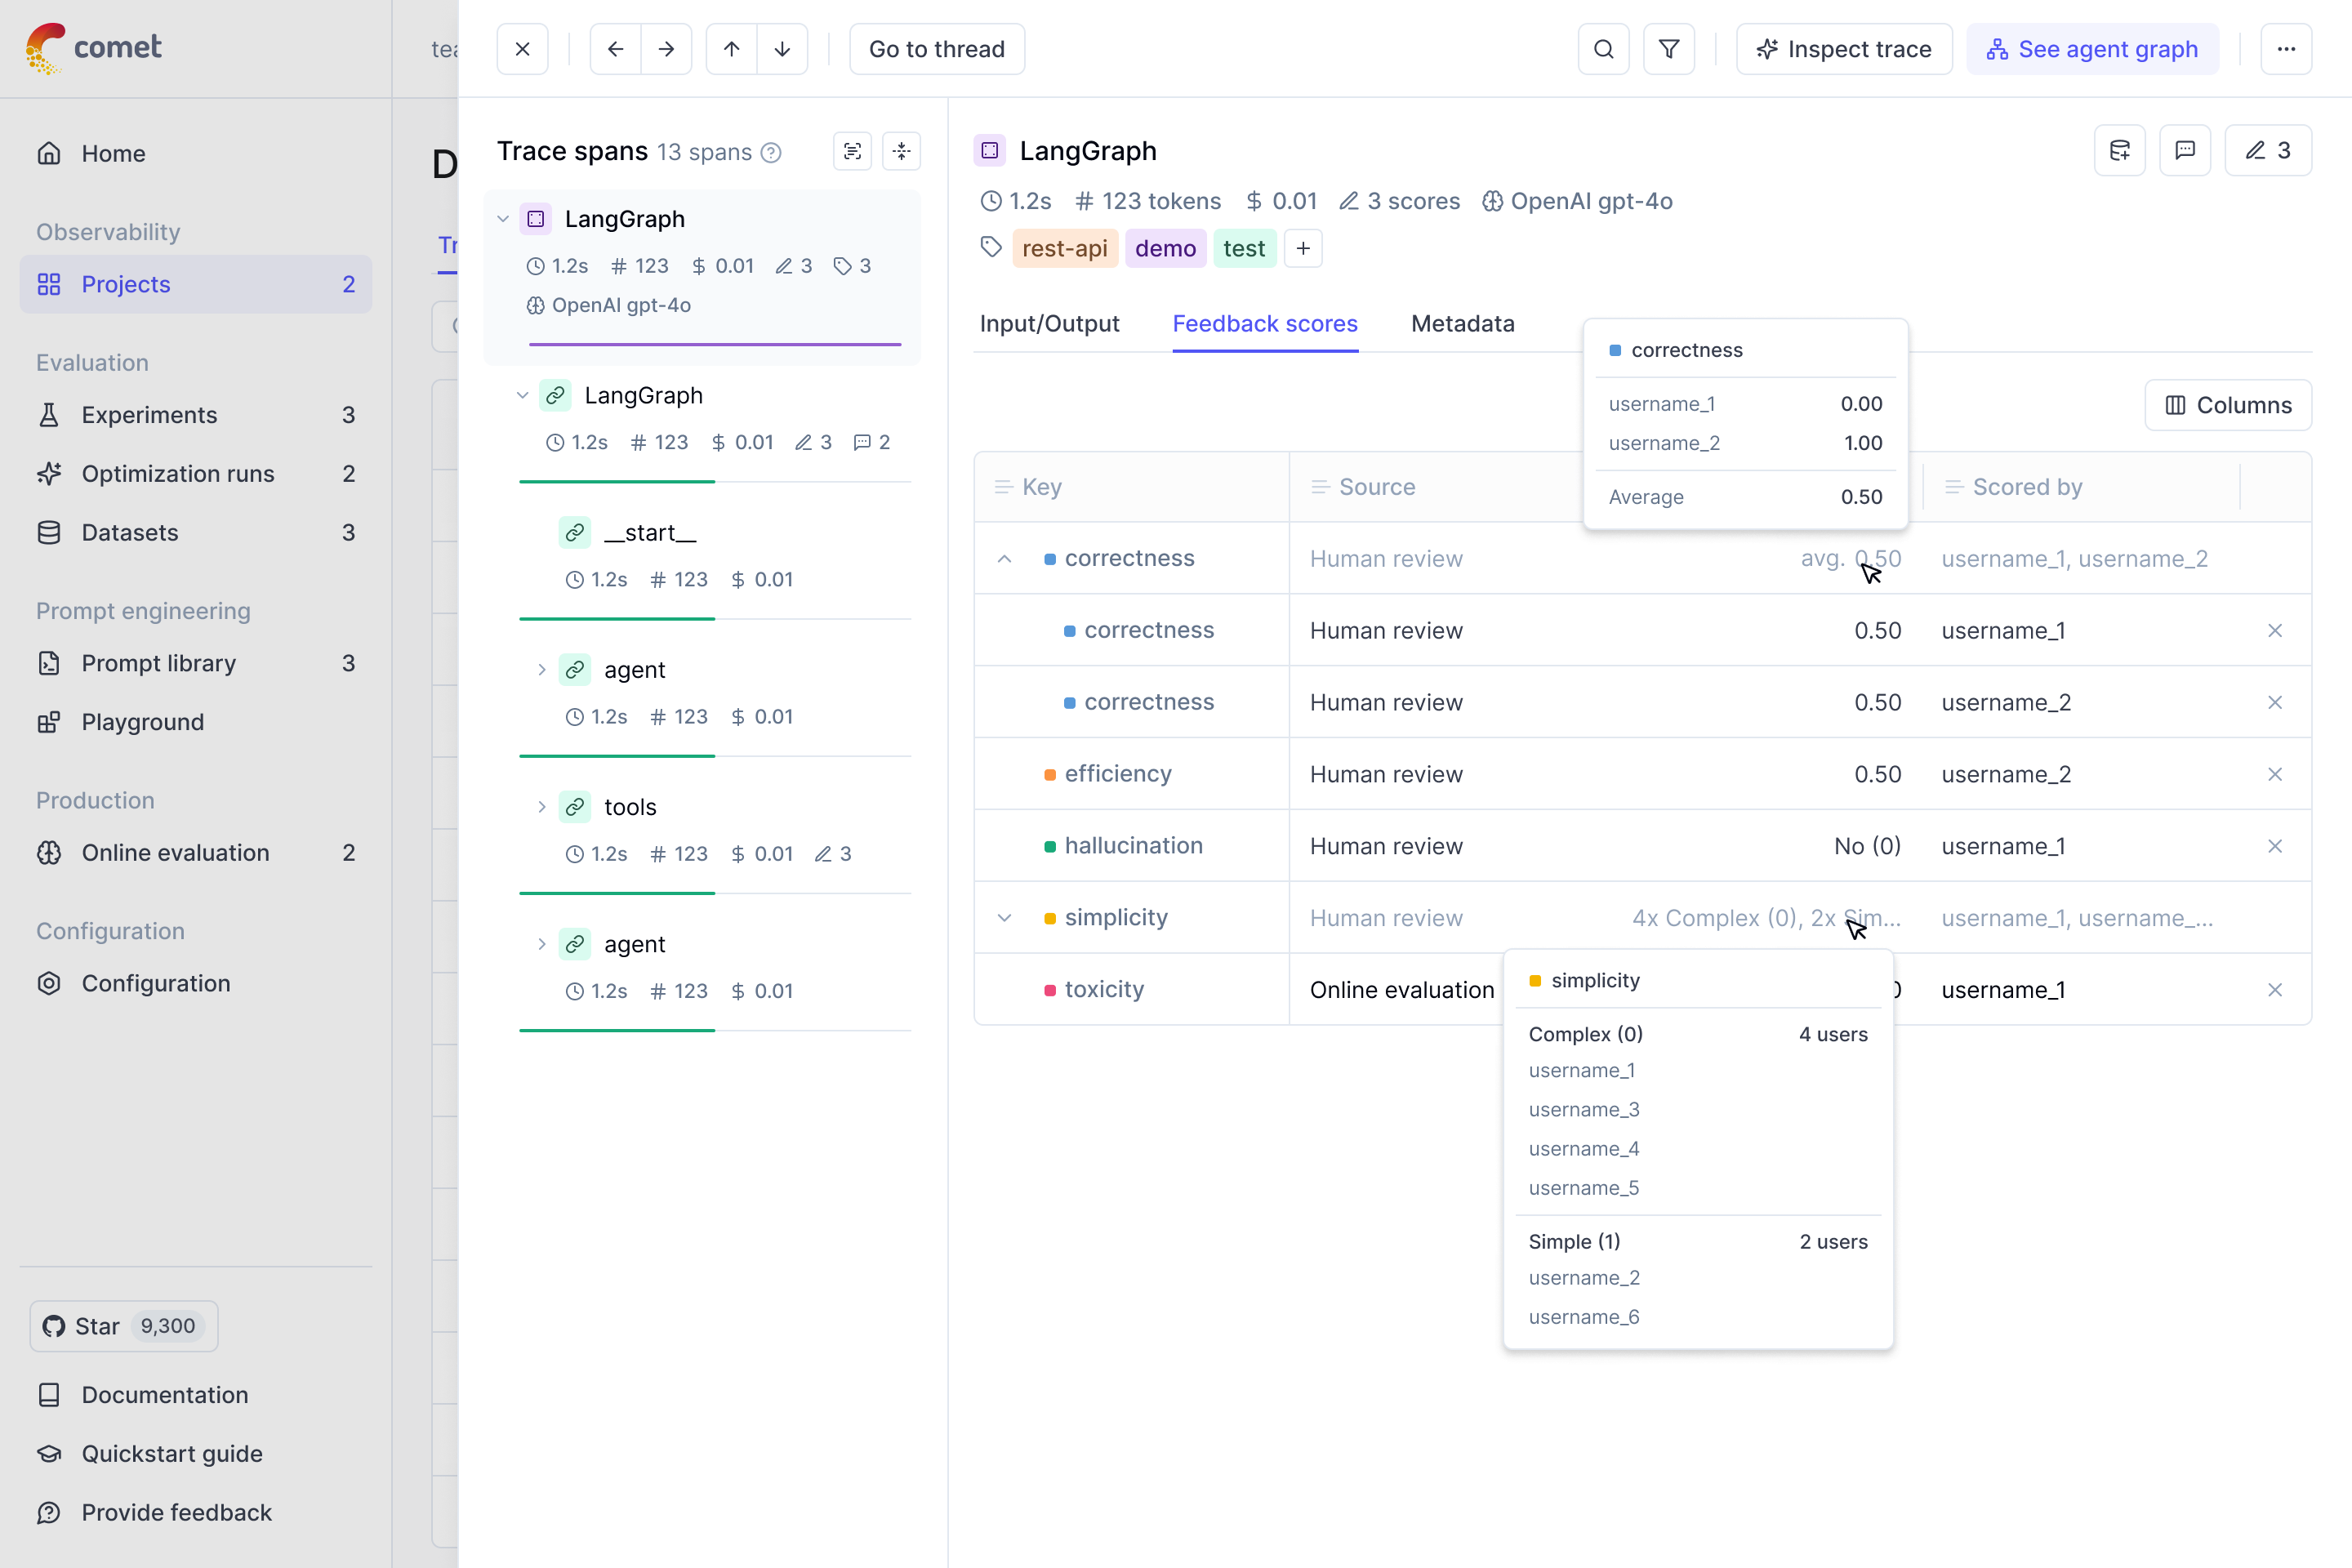 comet
Home
Observability
Projects 2
Evaluation
Experiments 3
Optimization runs 2
Datasets 3
Prompt engineering
Prompt library 3
Playground
Production
Online evaluation 2
Configuration
Configuration
Star 9,300
Documentation
Quickstart guide
Provide feedback
Go to thread
Inspect trace
See agent graph
Trace spans 13 spans
LangGraph
1.2s 123 0.01 3 3
OpenAI gpt-4o
LangGraph
1.2s 123 0.01 3 2
__start__
1.2s 123 0.01
agent
1.2s 123 0.01
tools
1.2s 123 0.01 3
agent
1.2s 123 0.01
LangGraph
3
1.2s 123 tokens 0.01 3 scores OpenAI gpt-4o
rest-api demo test
Input/Output Feedback scores Metadata
Columns
correctness
username_1 0.00
username_2 1.00
Average 0.50
Key Source Scored by
correctness Human review avg. 0.50 username_1, username_2
correctness Human review 0.50 username_1
correctness Human review 0.50 username_2
efficiency Human review 0.50 username_2
hallucination Human review No (0) username_1
simplicity Human review 4x Complex (0), 2x Sim... username_1, username_...
toxicity Online evaluation username_1
simplicity
Complex (0) 4 users
username_1
username_3
username_4
username_5
Simple (1) 2 users
username_2
username_6